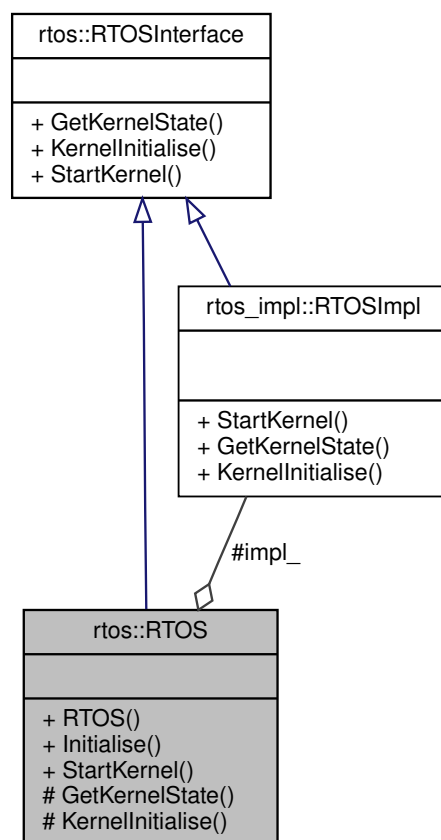 rtos::RTOSInterface
+ GetKernelState()
+ KernelInitialise()
+ StartKernel()
rtos_impl::RTOSImpl
+ StartKernel()
+ GetKernelState()
+ KernelInitialise()
#impl_
rtos::RTOS
+ RTOS()
+ Initialise()
+ StartKernel()
# GetKernelState()
# KernelInitialise()